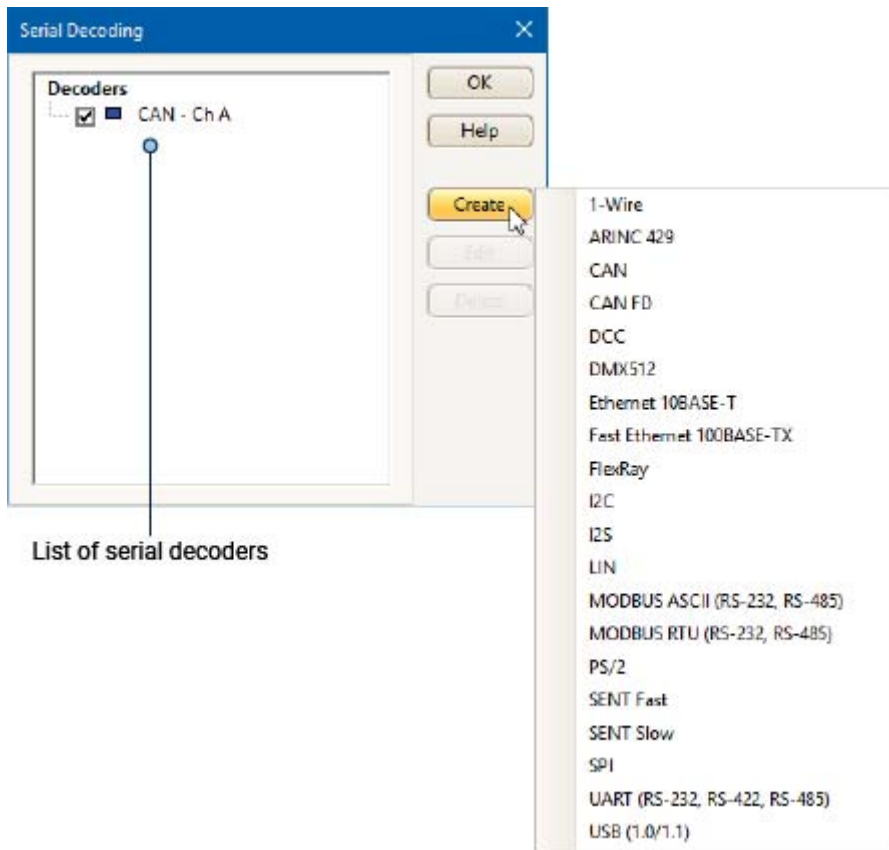 Serial Decoding
Decoders
CAN - Ch A
OK
Help
Create
Edit
Delete
List of serial decoders
1-Wire
ARINC 429
CAN
CAN FD
DCC
DMX512
Ethernet 10BASE-T
Fast Ethernet 100BASE-TX
FlexRay
I2C
I2S
LIN
MODBUS ASCII (RS-232, RS-485)
MODBUS RTU (RS-232, RS-485)
PS/2
SENT Fast
SENT Slow
SPI
UART (RS-232, RS-422, RS-485)
USB (1.0/1.1)